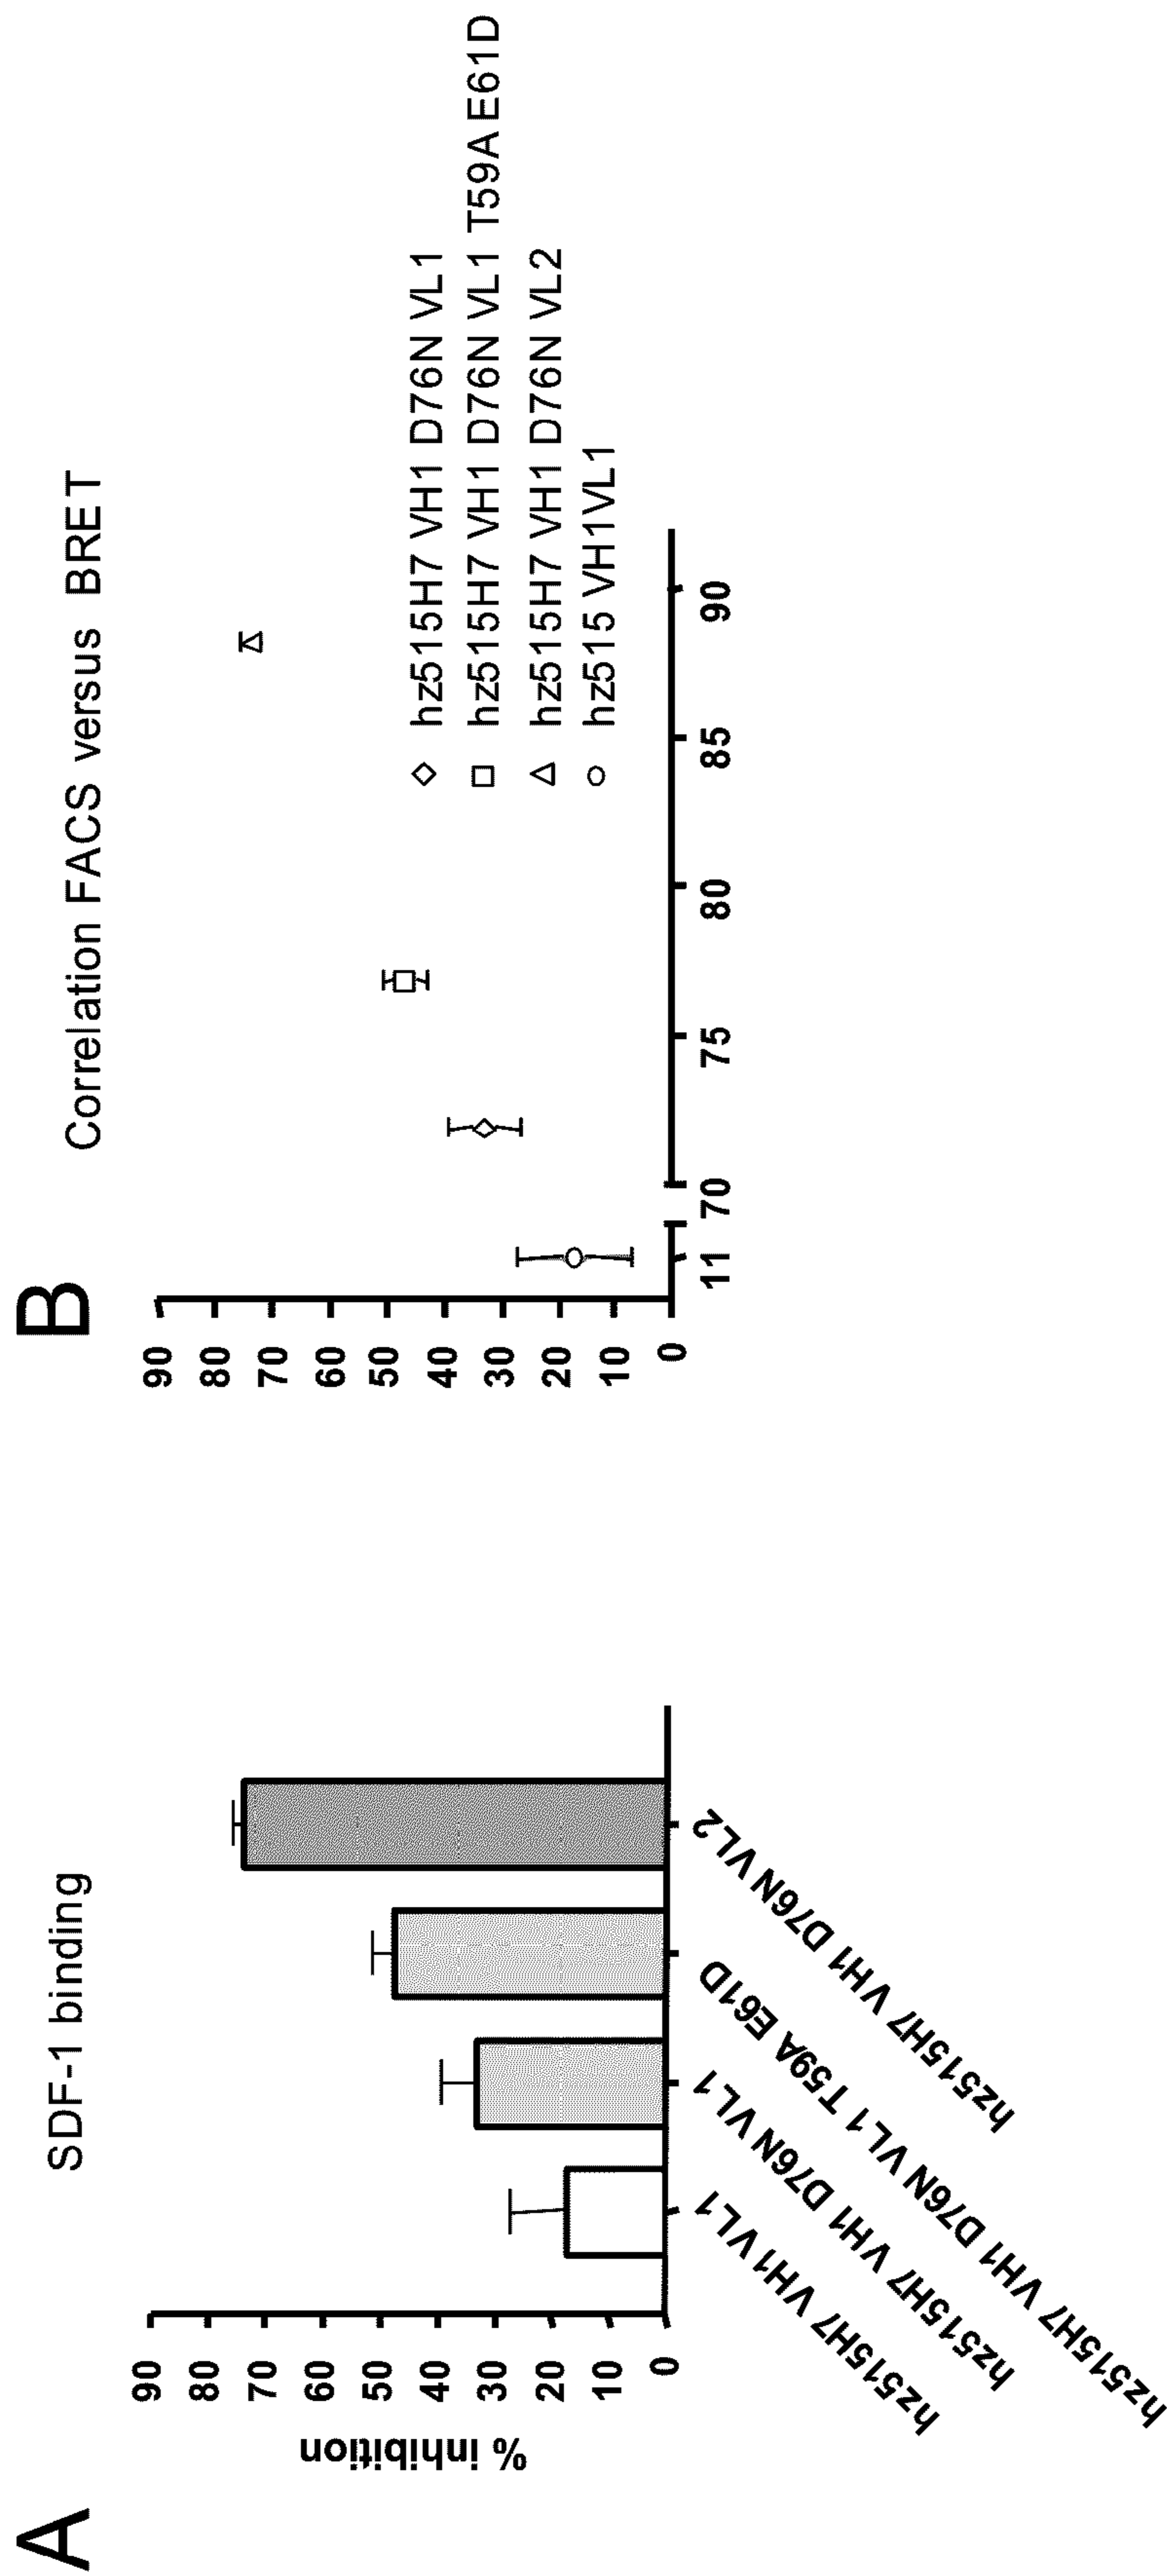 A
SDF-1 binding
% inhibition
90
80
70
60
50
40
30
20
10
0
hz515H7 VH1 VL1
hz515H7 VH1 D76N VL1
hz515H7 VH1 D76N VL1 T59A E61D
hz515H7 VH1 D76N VL2
B
Correlation FACS versus BRET
90
80
70
60
50
40
30
20
10
0
11
70
75
80
85
90
hz515H7 VH1 D76N VL1
hz515H7 VH1 D76N VL1 T59A E61D
hz515H7 VH1 D76N VL2
hz515 VH1VL1